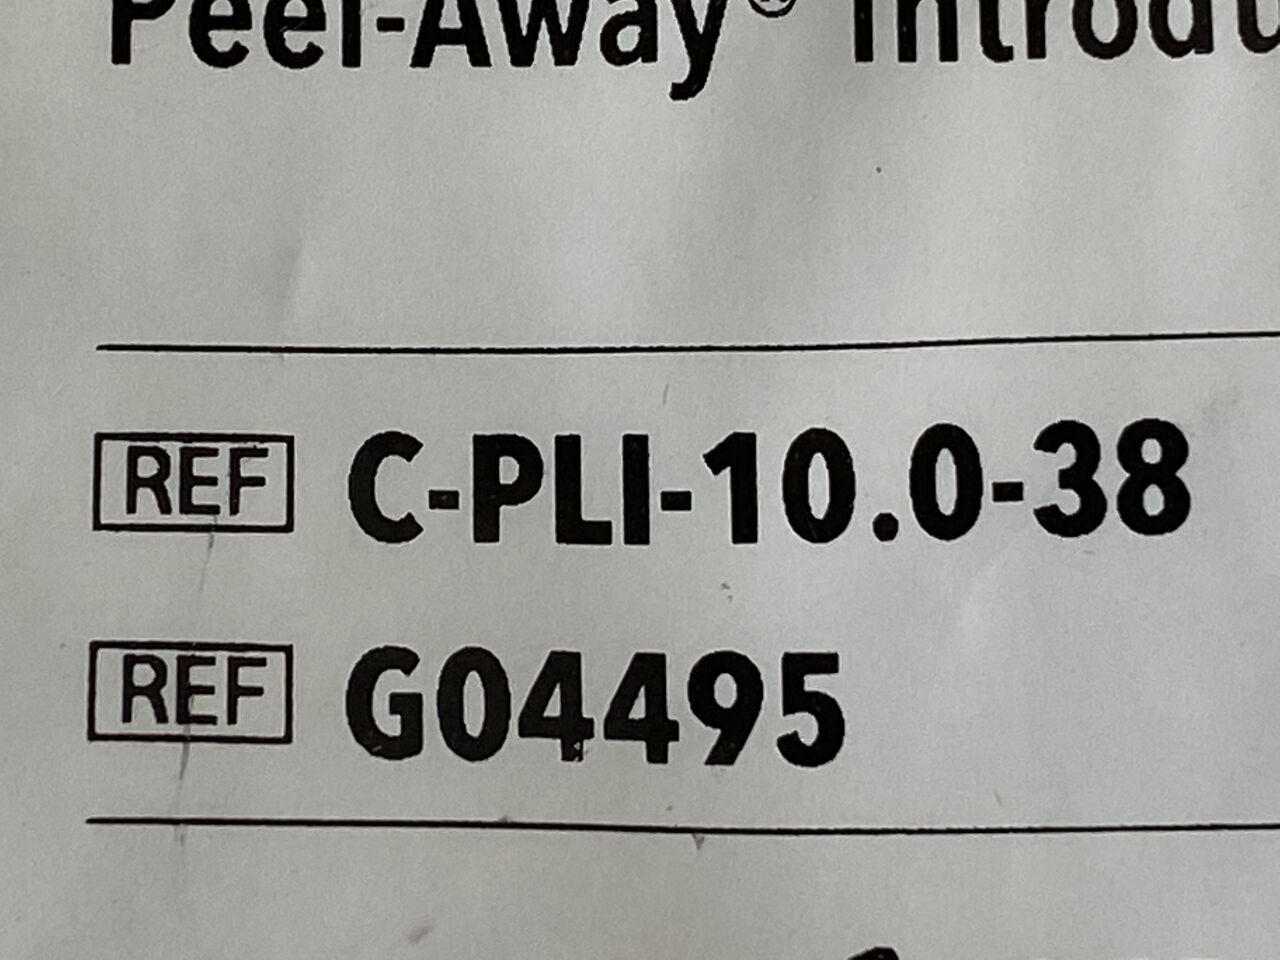 Peel-Away® Introdu
REF C-PLI-10.0-38
REF G04495